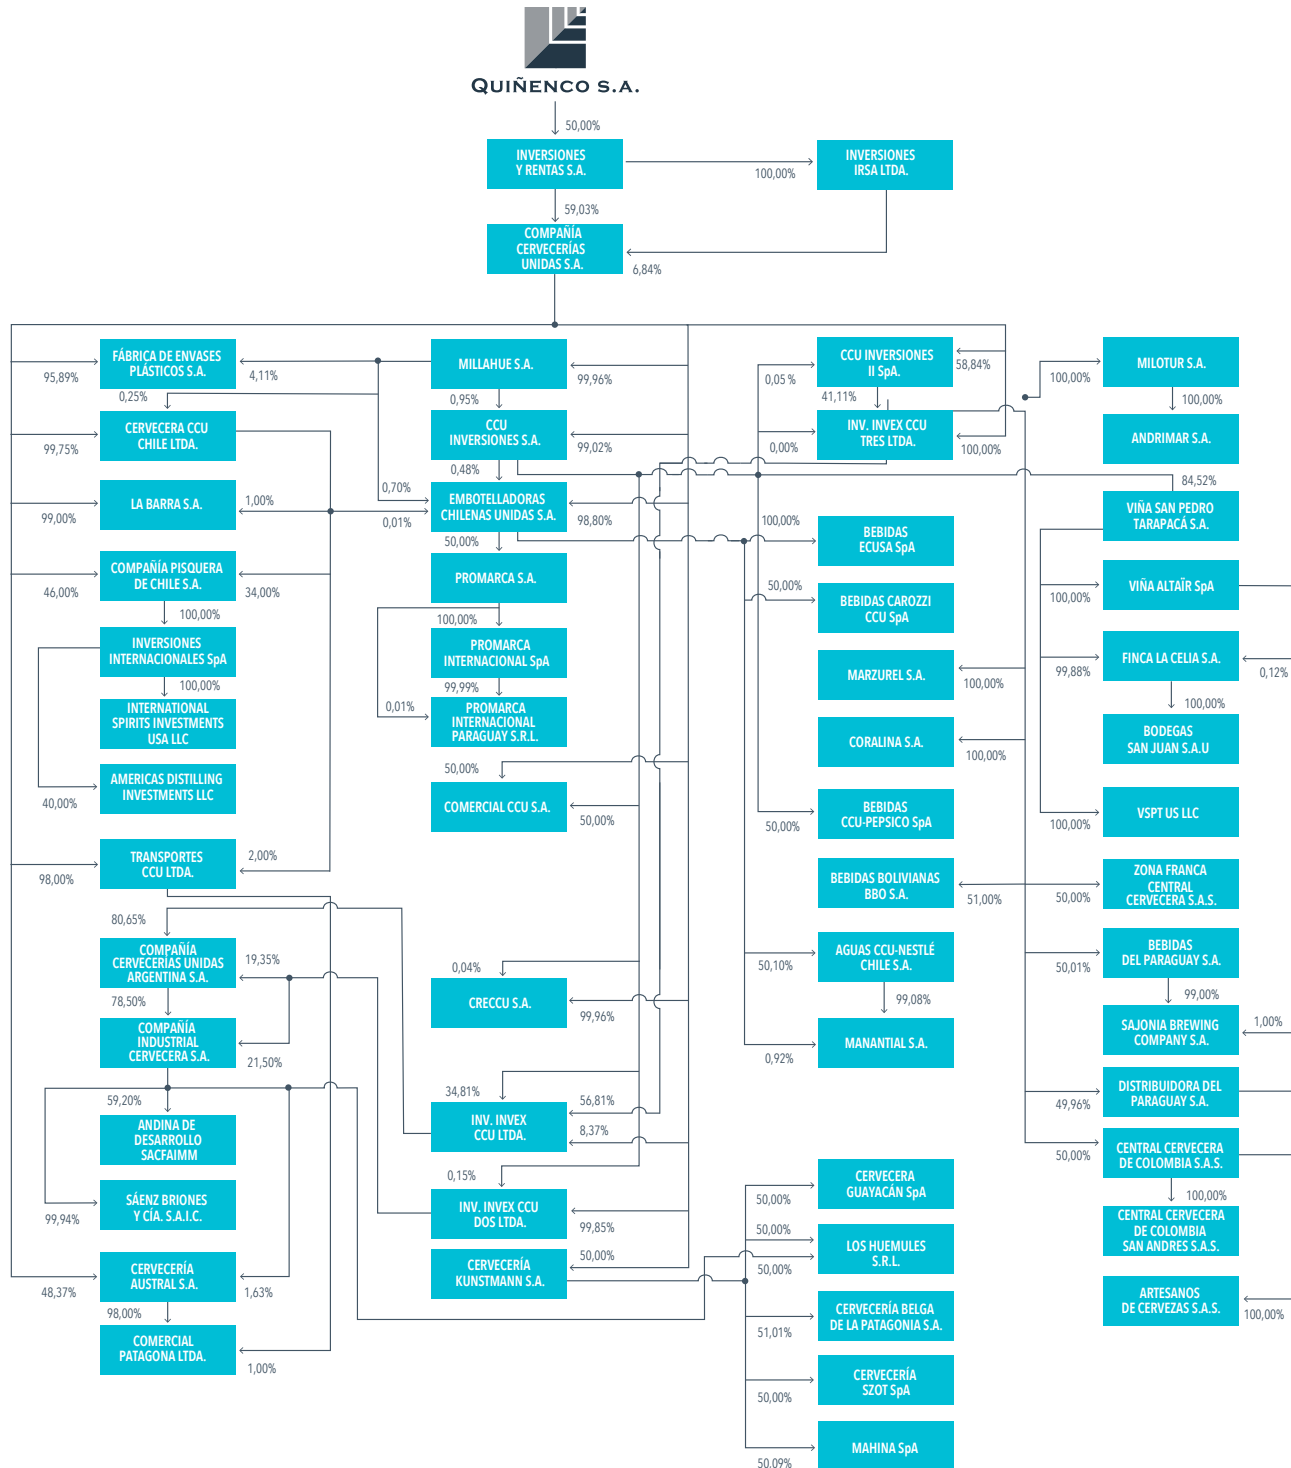 QUIÑENCO S.A.
50,00%
INVERSIONES
Y RENTAS S.A.
100,00%
INVERSIONES
IRSA LTDA.
59,03%
COMPAÑÍA
CERVECERÍAS
UNIDAS S.A.
6,84%
FÁBRICA DE ENVASES
PLÁSTICOS S.A.
95,89%
4,11%
0,25%
CERVECERA CCU
CHILE LTDA.
99,75%
LA BARRA S.A.
99,00%
1,00%
COMPAÑÍA PISQUERA
DE CHILE S.A.
46,00%
34,00%
100,00%
INVERSIONES
INTERNACIONALES SpA
100,00%
INTERNATIONAL
SPIRITS INVESTMENTS
USA LLC
AMERICAS DISTILLING
INVESTMENTS LLC
40,00%
TRANSPORTES
CCU LTDA.
98,00%
2,00%
80,65%
COMPAÑÍA
CERVECERÍAS UNIDAS
ARGENTINA S.A.
19,35%
78,50%
COMPAÑÍA
INDUSTRIAL
CERVECERA S.A.
21,50%
59,20%
ANDINA DE
DESARROLLO
SACFAIMM
SÁENZ BRIONES
Y CÍA. S.A.I.C.
99,94%
CERVECERÍA
AUSTRAL S.A.
48,37%
1,63%
98,00%
COMERCIAL
PATAGONA LTDA.
1,00%
MILLAHUE S.A.
99,96%
0,95%
CCU
INVERSIONES S.A.
99,02%
0,48%
0,70%
0,01%
EMBOTELLADORAS
CHILENAS UNIDAS S.A.
98,80%
50,00%
PROMARCA S.A.
100,00%
PROMARCA
INTERNACIONAL SpA
99,99%
0,01%
PROMARCA
INTERNACIONAL
PARAGUAY S.R.L.
50,00%
COMERCIAL CCU S.A.
50,00%
0,04%
CRECCU S.A.
99,96%
34,81%
56,81%
INV. INVEX
CCU LTDA.
8,37%
0,15%
INV. INVEX CCU
DOS LTDA.
99,85%
50,00%
CERVECERÍA
KUNSTMANN S.A.
CCU INVERSIONES
II SpA.
0,05 %
58,84%
41,11%
INV. INVEX CCU
TRES LTDA.
0,00%
100,00%
100,00%
BEBIDAS
ECUSA SpA
50,00%
BEBIDAS CAROZZI
CCU SpA
MARZUREL S.A.
100,00%
CORALINA S.A.
100,00%
BEBIDAS
CCU-PEPSICO SpA
50,00%
BEBIDAS BOLIVIANAS
BBO S.A.
51,00%
AGUAS CCU-NESTLÉ
CHILE S.A.
50,10%
99,08%
MANANTIAL S.A.
0,92%
CERVECERA
GUAYACÁN SpA
50,00%
50,00%
LOS HUEMULES
S.R.L.
50,00%
CERVECERÍA BELGA
DE LA PATAGONIA S.A.
51,01%
CERVECERÍA
SZOT SpA
50,00%
MAHINA SpA
50,09%
MILOTUR S.A.
100,00%
100,00%
ANDRIMAR S.A.
84,52%
VIÑA SAN PEDRO
TARAPACÁ S.A.
VIÑA ALTAÏR SpA
100,00%
FINCA LA CELIA S.A.
99,88%
0,12%
100,00%
BODEGAS
SAN JUAN S.A.U
VSPT US LLC
100,00%
ZONA FRANCA
CENTRAL
CERVECERA S.A.S.
50,00%
BEBIDAS
DEL PARAGUAY S.A.
50,01%
99,00%
SAJONIA BREWING
COMPANY S.A.
1,00%
DISTRIBUIDORA DEL
PARAGUAY S.A.
49,96%
CENTRAL CERVECERA
DE COLOMBIA S.A.S.
50,00%
100,00%
CENTRAL CERVECERA
DE COLOMBIA
SAN ANDRES S.A.S.
ARTESANOS
DE CERVEZAS S.A.S.
100,00%